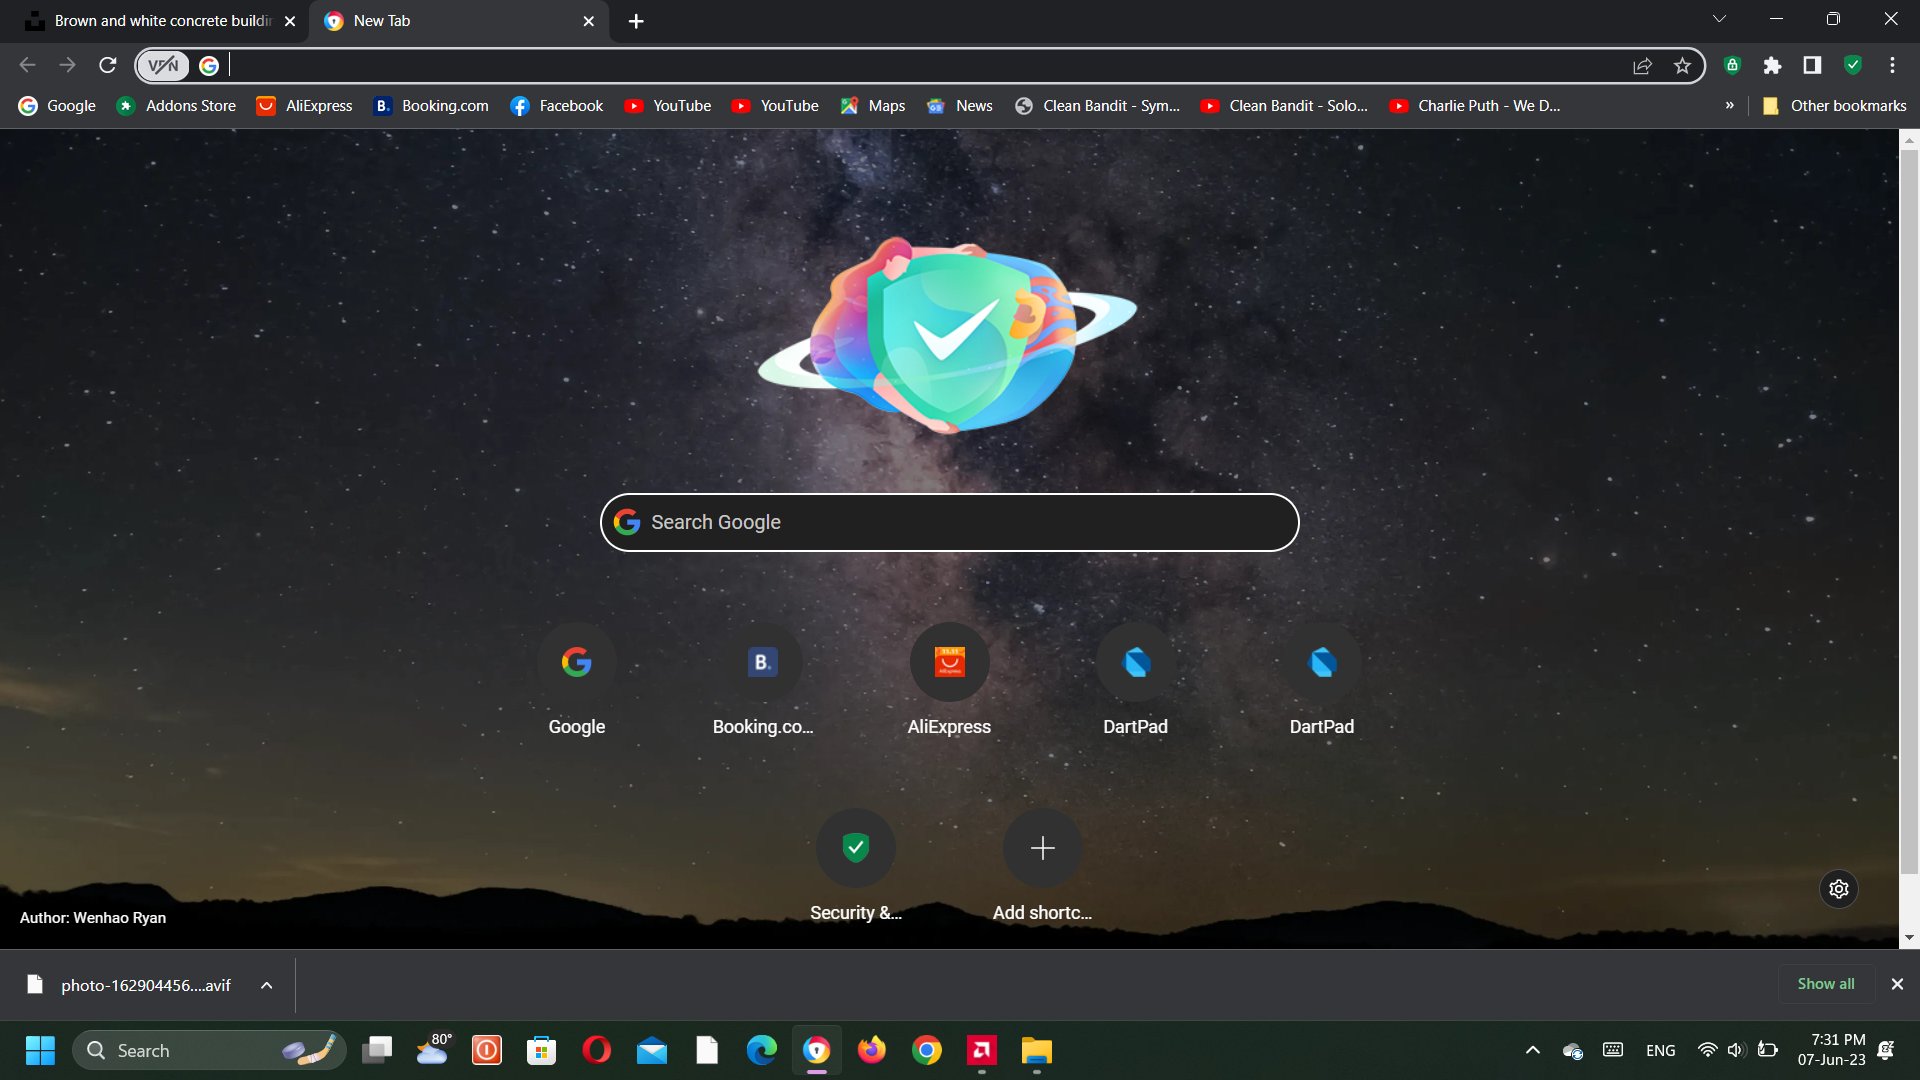 Brown and white concrete buildin
New Tab
VPN
Google
Addons Store
AliExpress
B. Booking.com
Facebook
YouTube
YouTube
Maps
News
Clean Bandit - Sym...
Clean Bandit - Solo...
Charlie Puth - We D...
»
Other bookmarks
Search Google
B.
Google
Booking.co...
AliExpress
DartPad
DartPad
Security &...
Add shortc...
Author: Wenhao Ryan
photo-162904456....avif
Show all
Search
80°
ENG
7:31 PM
07-Jun-23